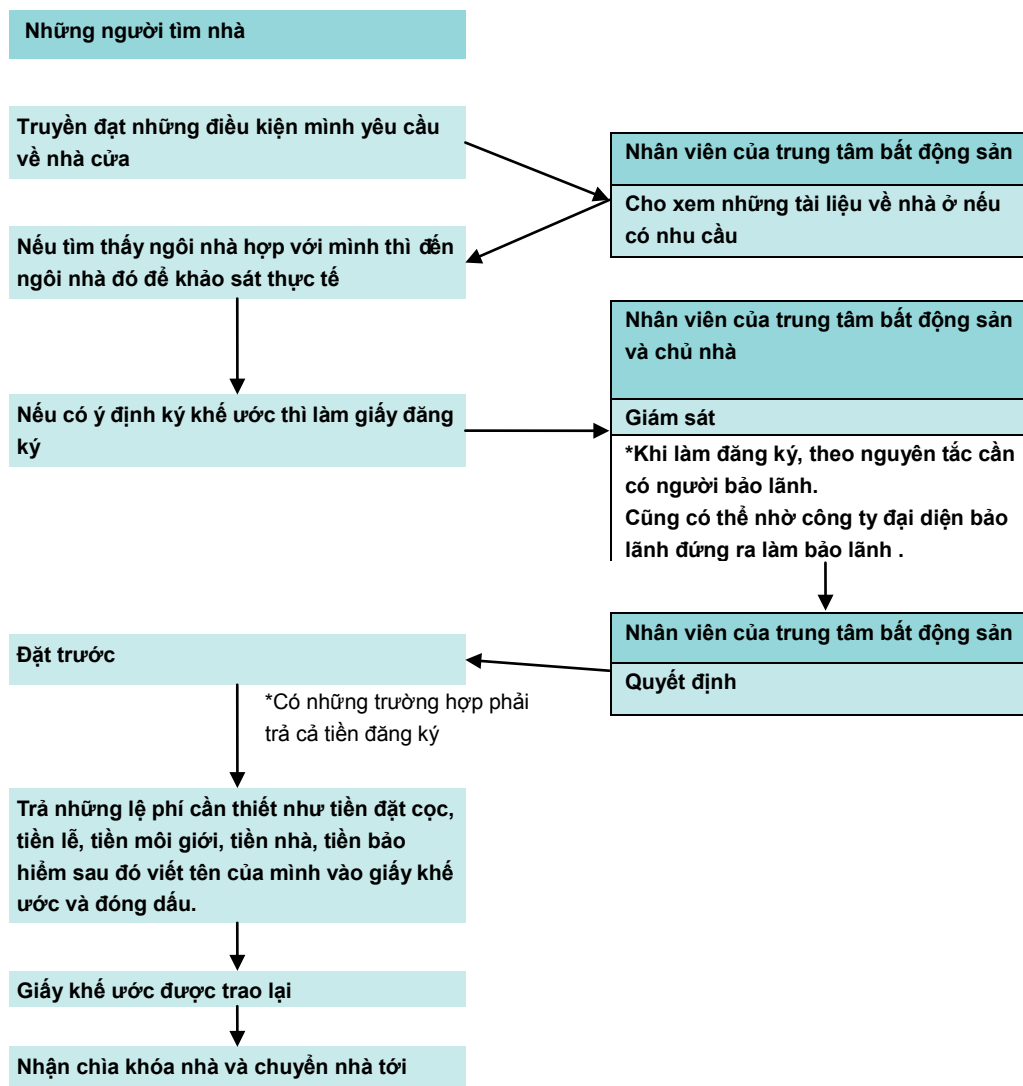 Những người tìm nhà
Truyền đạt những điều kiện mình yêu cầu
về nhà cửa
Nhân viên của trung tâm bất động sản
Cho xem những tài liệu về nhà ở nếu
có nhu cầu
Nếu tìm thấy ngôi nhà hợp với mình thì đến
ngôi nhà đó để khảo sát thực tế
Nhân viên của trung tâm bất động sản
và chủ nhà
Nếu có ý định ký khế ước thì làm giấy đăng
ký
Giám sát
*Khi làm đăng ký, theo nguyên tắc cần
có người bảo lãnh.
Cũng có thể nhờ công ty đại diện bảo
lãnh đứng ra làm bảo lãnh .
Nhân viên của trung tâm bất động sản
Quyết định
Đặt trước
*Có những trường hợp phải
trả cả tiền đăng ký
Trả những lệ phí cần thiết như tiền đặt cọc,
tiền lễ, tiền môi giới, tiền nhà, tiền bảo
hiểm sau đó viết tên của mình vào giấy khế
ước và đóng dấu.
Giấy khế ước được trao lại
Nhận chìa khóa nhà và chuyển nhà tới